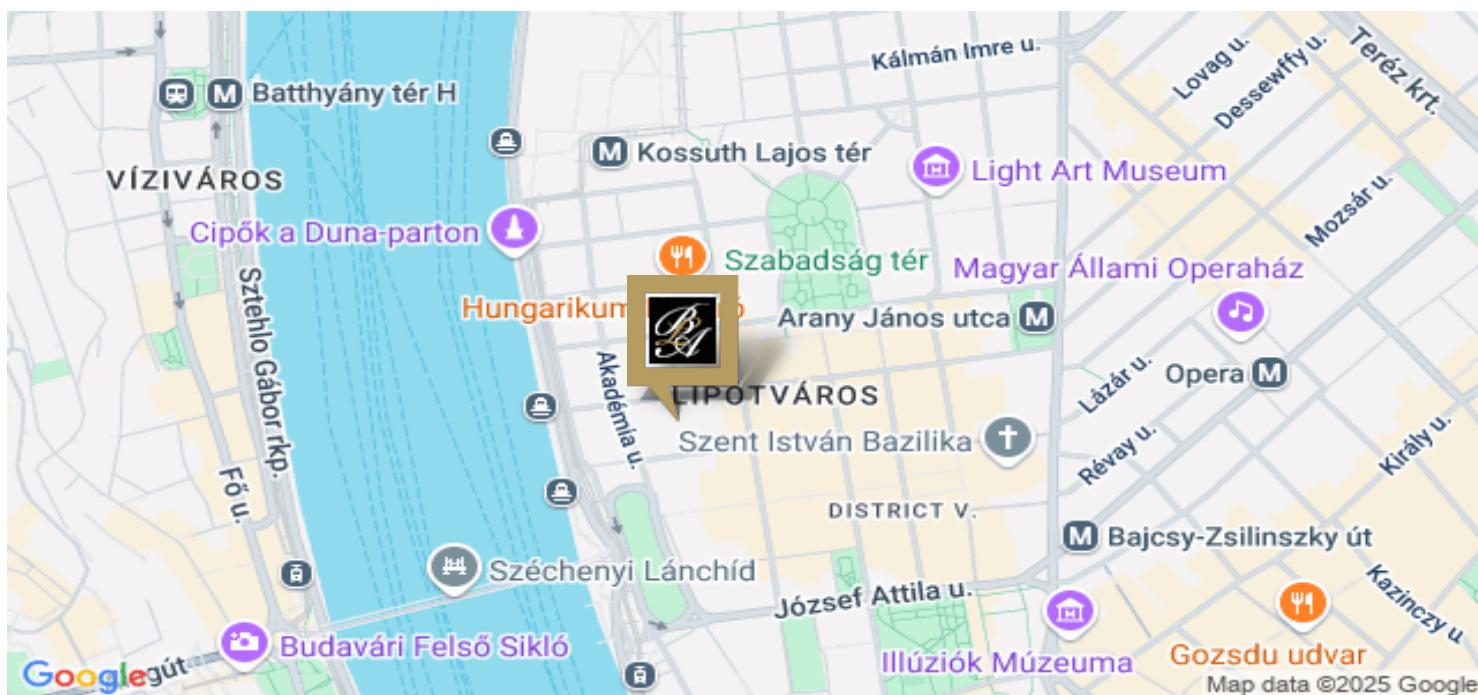 Kálmán Imre u.
Lovag u.
Dessewffy u.
Teréz krt.
M Batthyány tér H
M Kossuth Lajos tér
Light Art Museum
VÍZIVÁROS
Mozsár u.
Cipők a Duna-parton
Szabadság tér
Magyar Állami Operaház
Sztehlo Gábor rkp.
Hungarikum
Arany János utca M
Akadémia u.
BA
LIPÓTVÁROS
Lázár u.
Opera M
Szent István Bazilika
Révay u.
Király u.
Fő u.
DISTRICT V.
M Bajcsy-Zsilinszky út
Széchenyi Lánchíd
József Attila u.
Kazinczy u
Budavári Felső Sikló
Illúziók Múzeuma
Gozsdu udvar
Google
gút
Map data ©2025 Google